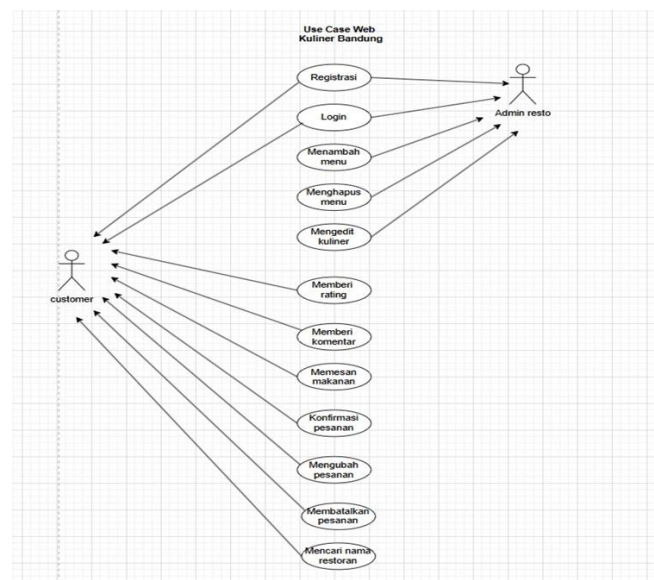 Use Case Web
Kuliner Bandung
Registrasi
Admin resto
Login
Menambah
menu
Menghapus
menu
Mengedit
kuliner
customer
Memberi
rating
Memberi
komentar
Memesan
makanan
Konfirmasi
pesanan
Mengubah
pesanan
Membatalkan
pesanan
Mencari nama
restoran